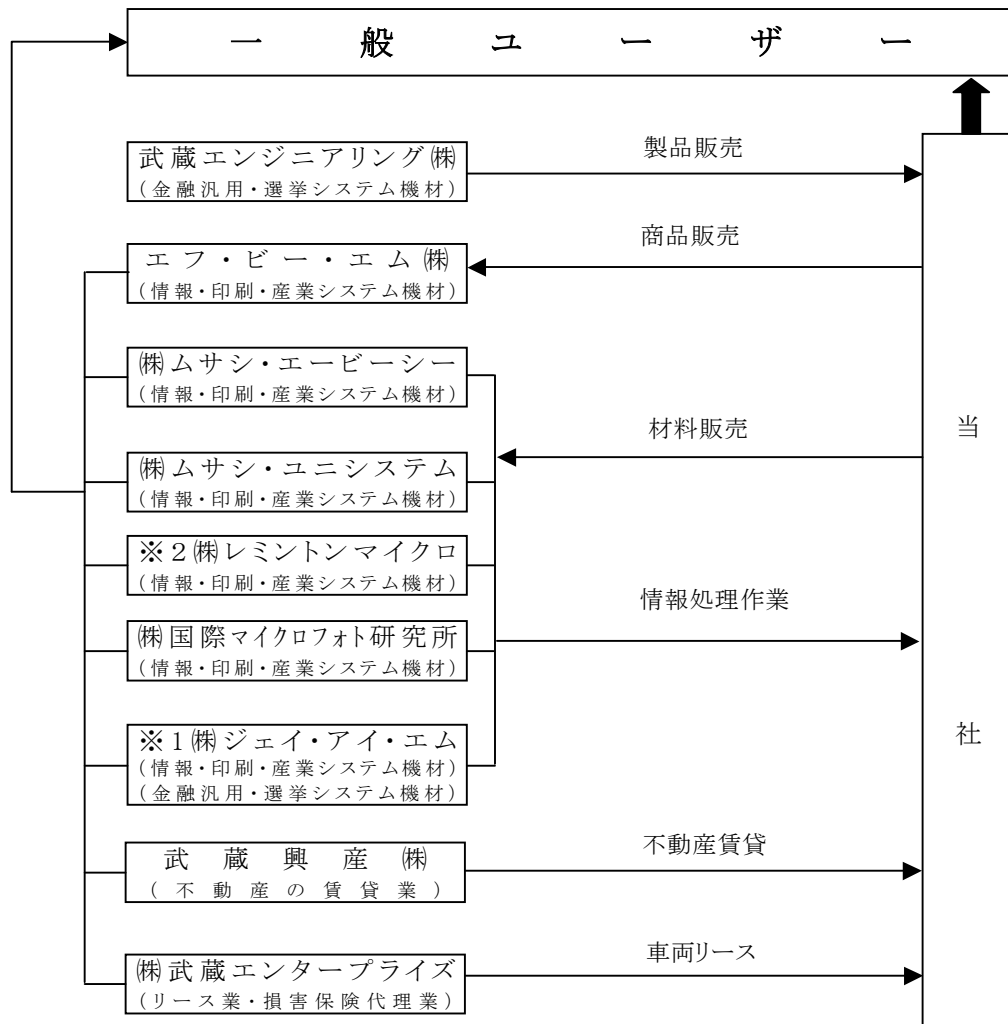 一般ユーザー
武蔵エンジニアリング㈱
(金融汎用・選挙システム機材)
製品販売
商品販売
エフ・ビー・エム㈱
(情報・印刷・産業システム機材)
㈱ムサシ・エービーシー
(情報・印刷・産業システム機材)
材料販売
当
㈱ムサシ・ユニシステム
(情報・印刷・産業システム機材)
※2㈱レミントンマイクロ
(情報・印刷・産業システム機材)
情報処理作業
㈱国際マイクロフォト研究所
(情報・印刷・産業システム機材)
社
※1㈱ジェイ・アイ・エム
(情報・印刷・産業システム機材)
(金融汎用・選挙システム機材)
不動産賃貸
武蔵興産㈱
(不動産の賃貸業)
車両リース
㈱武蔵エンタープライズ
(リース業・損害保険代理業)